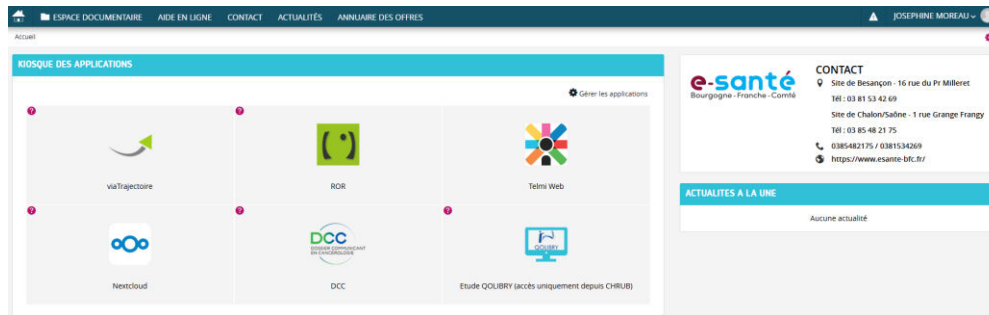 ESPACE DOCUMENTAIRE AIDE EN LIGNE CONTACT ACTUALITÉS ANNUAIRE DES OFFRES JOSEPHINE MOREAU
Accueil
KIOSQUE DES APPLICATIONS
Gérer les applications
viaTrajectoire
ROR
Telmi Web
DCC
DOSSIER COMMUNICANT
EN CANCÉROLOGIE
QOLIBRY
Nextcloud
DCC
Etude QOLIBRY (accès uniquement depuis CHRUB)
e-santé
Bourgogne-Franche-Comté
CONTACT
Site de Besançon - 16 rue du Pr Milleret
Tél : 03 81 53 42 69
Site de Chalon/Saône - 1 rue Grange Frangy
Tél : 03 85 48 21 75
0385482175 / 0381534269
https://www.esante-bfc.fr/
ACTUALITES A LA UNE
Aucune actualité